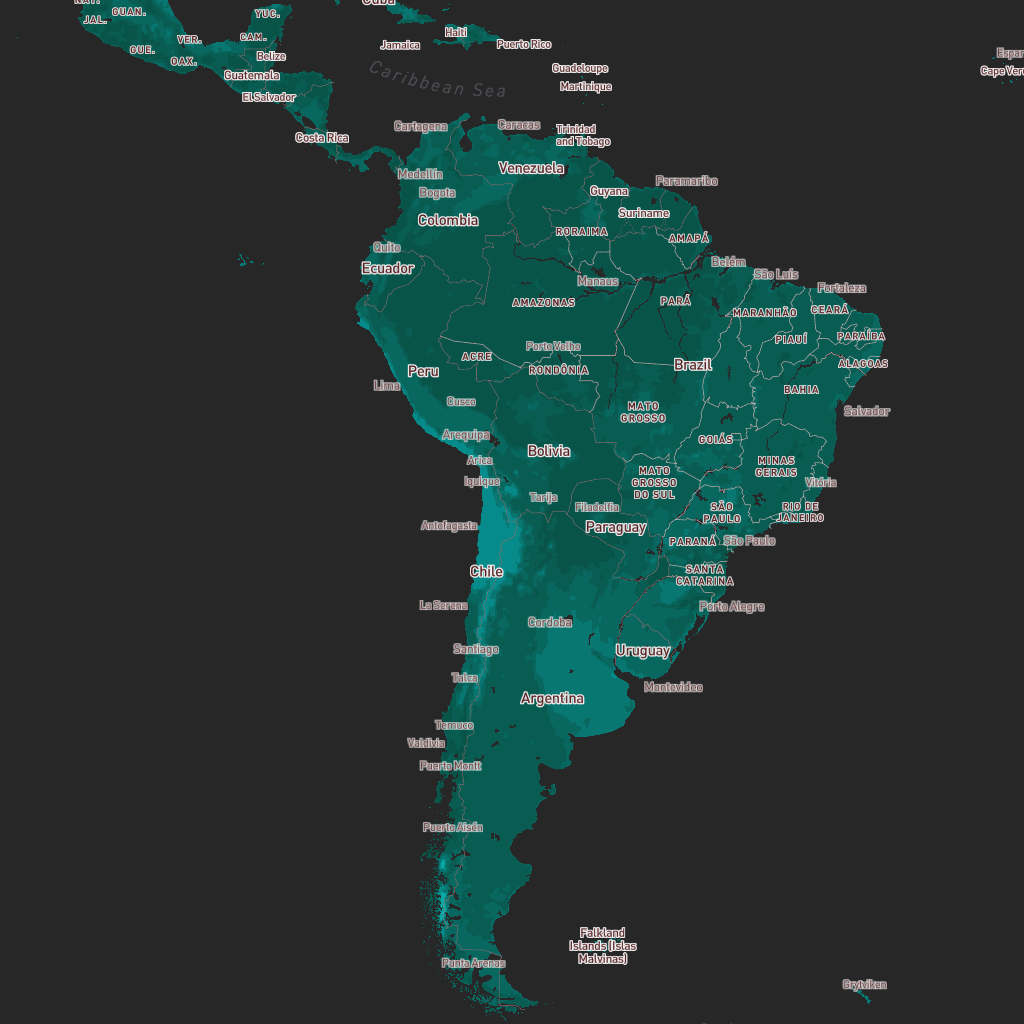 Cuba
GUAN.
JAL.
YUC.
CAM.
VER.
GUE.
OAX.
Belize
Guatemala
El Salvador
Costa Rica
Jamaica
Haiti
Puerto Rico
Guadeloupe
Martinique
Caribbean Sea
Cartagena
Caracas
Trinidad
and Tobago
Medellín
Venezuela
Bogota
Guyana
Paramaribo
Colombia
Suriname
RORAIMA
AMAPÁ
Quito
Ecuador
Belém
São Luís
Manaus
Fortaleza
AMAZONAS
PARÁ
MARANHÃO
CEARÁ
PIAUÍ
PARAÍBA
Porto Velho
ACRE
RONDÔNIA
Brazil
ALAGOAS
Peru
Lima
BAHIA
Cusco
MATO
GROSSO
Salvador
Arequipa
GOIÁS
Bolivia
Arica
MINAS
GERAIS
Iquique
MATO
GROSSO
DO SUL
Vitória
Tarija
Filadelfia
SÃO
PAULO
RIO DE
JANEIRO
Antofagasta
Paraguay
PARANÁ
São Paulo
Chile
SANTA
CATARINA
La Serena
Porto Alegre
Cordoba
Santiago
Uruguay
Talca
Montevideo
Argentina
Temuco
Valdivia
Puerto Montt
Puerto Aisén
Falkland
Islands (Islas
Malvinas)
Punta Arenas
Grytviken